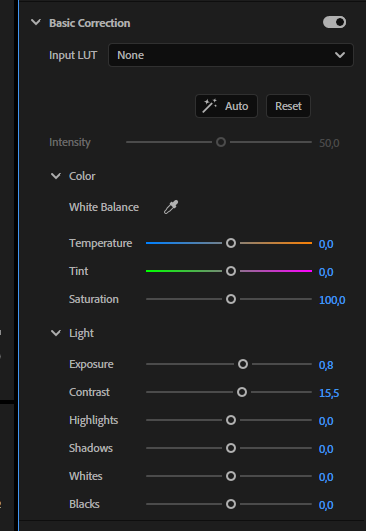 Basic Correction
Input LUT None
Auto Reset
Intensity 50,0
Color
White Balance
Temperature 0,0
Tint 0,0
Saturation 100,0
Light
Exposure 0,8
Contrast 15,5
Highlights 0,0
Shadows 0,0
Whites 0,0
Blacks 0,0